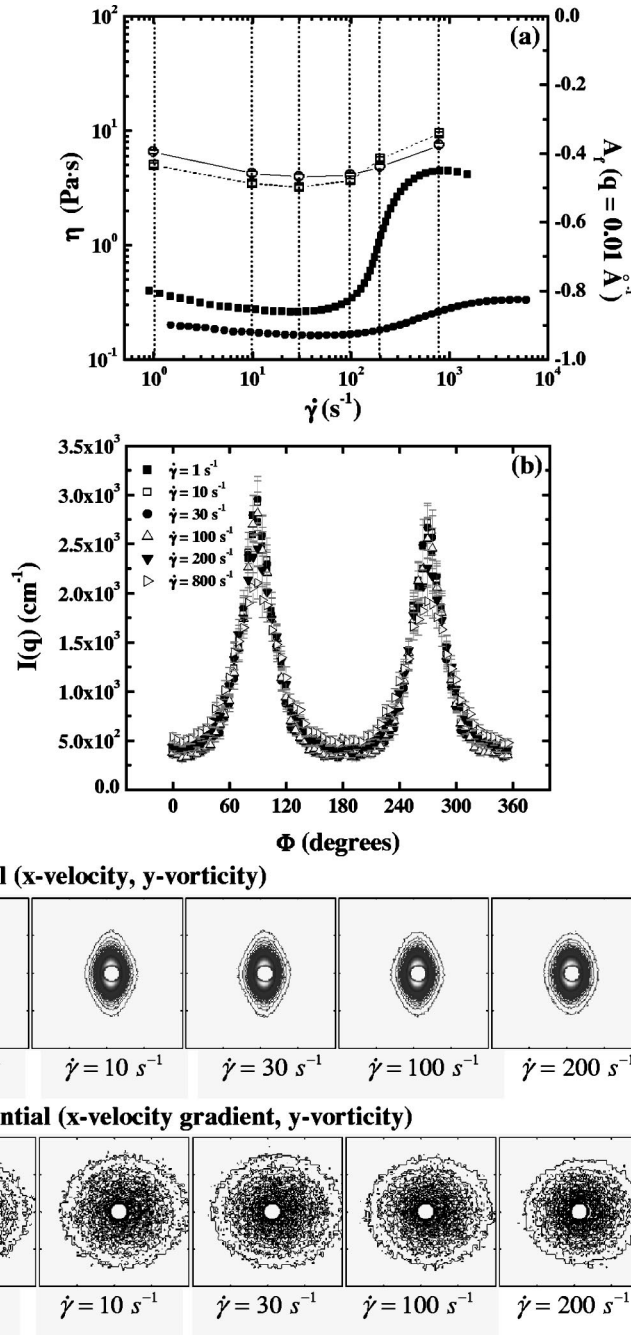 (a)
10²
10¹
10⁰
10⁻¹
η (Pa·s)
0.0
-0.2
-0.4
-0.6
-0.8
-1.0
A_f (q = 0.01 Å⁻¹)
10⁰ 10¹ 10² 10³ 10⁴
γ̇ (s⁻¹)
(b)
3.5x10³
3.0x10³
2.5x10³
2.0x10³
1.5x10³
1.0x10³
5.0x10²
0.0
I(q) (cm⁻¹)
γ̇ = 1 s⁻¹
γ̇ = 10 s⁻¹
γ̇ = 30 s⁻¹
γ̇ = 100 s⁻¹
γ̇ = 200 s⁻¹
γ̇ = 800 s⁻¹
0 60 120 180 240 300 360
Φ (degrees)
l (x-velocity, y-vorticity)
γ̇ = 10 s⁻¹ γ̇ = 30 s⁻¹ γ̇ = 100 s⁻¹ γ̇ = 200 s⁻¹
ntial (x-velocity gradient, y-vorticity)
γ̇ = 10 s⁻¹ γ̇ = 30 s⁻¹ γ̇ = 100 s⁻¹ γ̇ = 200 s⁻¹